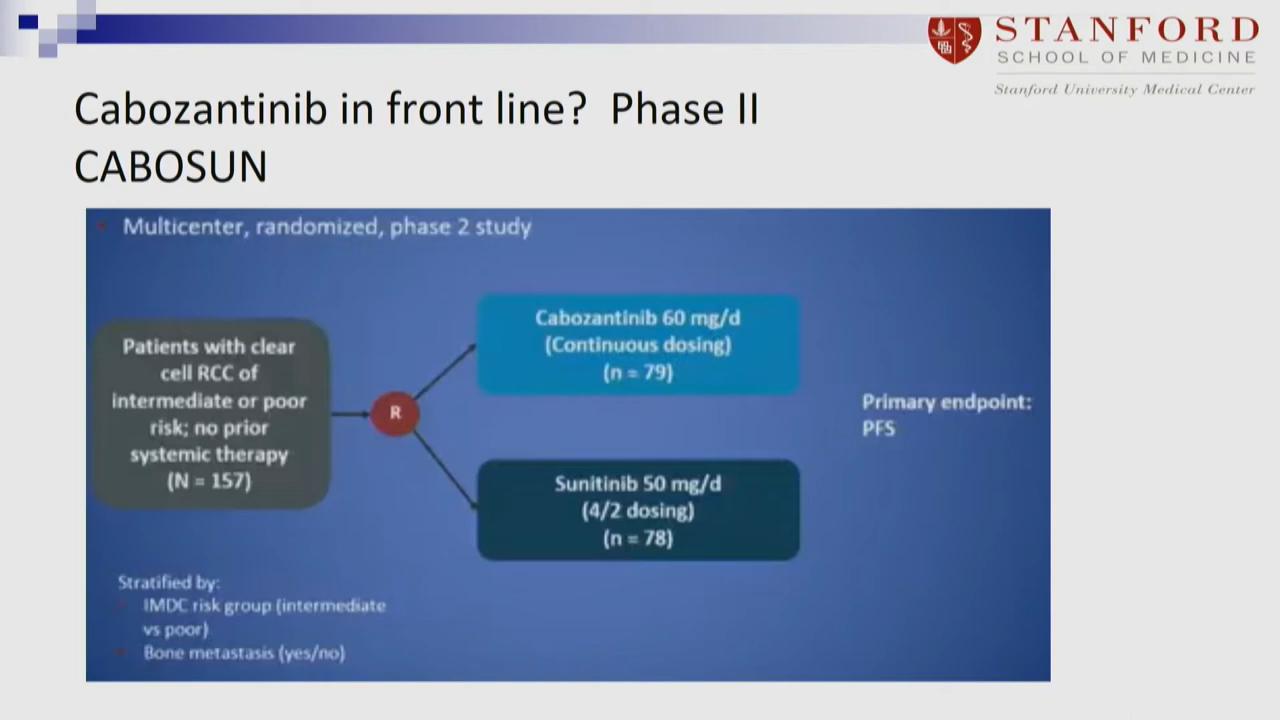 STANFORD
SCHOOL OF MEDICINE
Stanford University Medical Center
Cabozantinib in front line? Phase II
CABOSUN
Multicenter, randomized, phase 2 study
Patients with clear
cell RCC of
intermediate or poor
risk; no prior
systemic therapy
(N = 157)
R
Cabozantinib 60 mg/d
(Continuous dosing)
(n = 79)
Sunitinib 50 mg/d
(4/2 dosing)
(n = 78)
Primary endpoint:
PFS
Stratified by:
IMDC risk group (intermediate
vs poor)
Bone metastasis (yes/no)